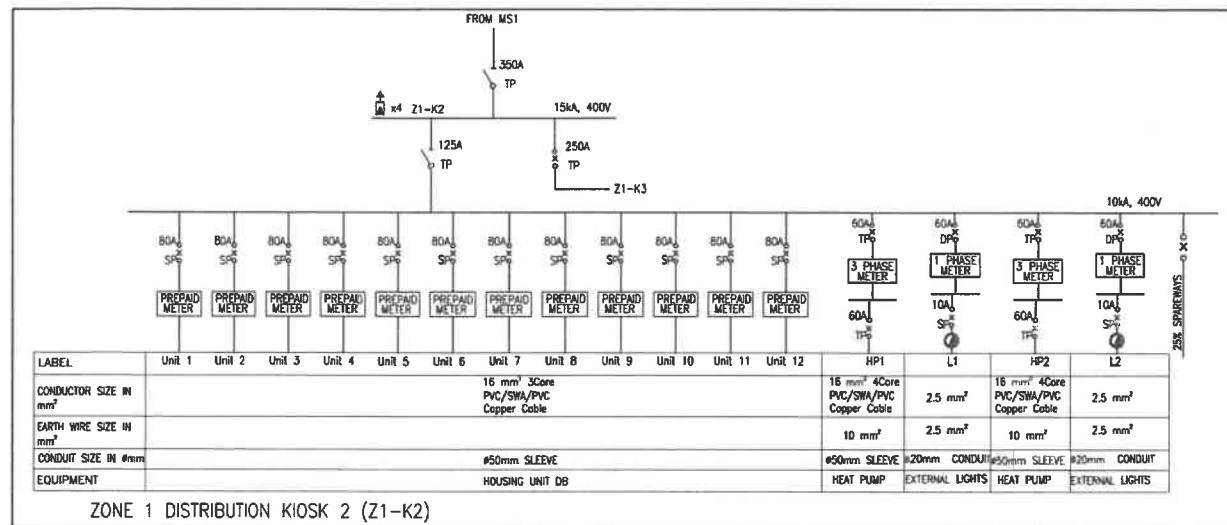 FROM MS1
350A
TP
x4 Z1-K2
15kA, 400V
125A
TP
250A
TP
Z1-K3
10kA, 400V
80A 80A 80A 80A 80A 80A 80A 80A 80A 80A 80A 80A 60A 60A 60A 60A
SP SP SP SP SP SP SP SP SP SP SP SP TP DP TP DP
3 PHASE METER
1 PHASE METER
3 PHASE METER
1 PHASE METER
PREPAID METER
PREPAID METER
PREPAID METER
PREPAID METER
PREPAID METER
PREPAID METER
PREPAID METER
PREPAID METER
PREPAID METER
PREPAID METER
PREPAID METER
PREPAID METER
60A 10A 60A 10A
TP SP TP SP
25% SPAREWAYS
LABEL Unit 1 Unit 2 Unit 3 Unit 4 Unit 5 Unit 6 Unit 7 Unit 8 Unit 9 Unit 10 Unit 11 Unit 12 HP1 L1 HP2 L2
CONDUCTOR SIZE IN mm²
16 mm² 3Core
PVC/SWA/PVC
Copper Cable
16 mm² 4Core
PVC/SWA/PVC
Copper Cable
2.5 mm²
16 mm² 4Core
PVC/SWA/PVC
Copper Cable
2.5 mm²
EARTH WIRE SIZE IN mm²
10 mm² 2.5 mm² 10 mm² 2.5 mm²
CONDUIT SIZE IN ømm ø50mm SLEEVE ø50mm SLEEVE ø20mm CONDUIT ø50mm SLEEVE ø20mm CONDUIT
EQUIPMENT HOUSING UNIT DB HEAT PUMP EXTERNAL LIGHTS HEAT PUMP EXTERNAL LIGHTS
ZONE 1 DISTRIBUTION KIOSK 2 (Z1-K2)